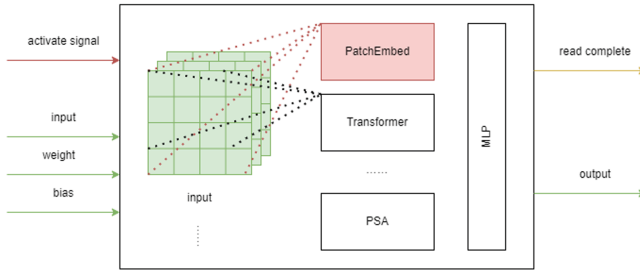 activate signal
input
weight
bias
input
PatchEmbed
Transformer
......
PSA
MLP
read complete
output